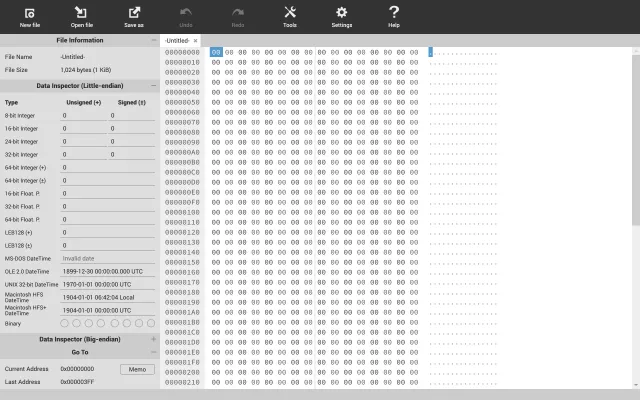 New file Open file Save as Undo Redo Tools Settings Help
File Information −
File Name -Untitled-
File Size 1,024 bytes (1 KiB)
Data Inspector (Little-endian) −
Type Unsigned (+) Signed (±)
8-bit Integer 0 0
16-bit Integer 0 0
24-bit Integer 0 0
32-bit Integer 0 0
64-bit Integer (+) 0
64-bit Integer (±) 0
16-bit Float. P. 0
32-bit Float. P. 0
64-bit Float. P. 0
LEB128 (+) 0
LEB128 (±) 0
MS-DOS DateTime Invalid date
OLE 2.0 DateTime 1899-12-30 00:00:00.000 UTC
UNIX 32-bit DateTime 1970-01-01 00:00:00 UTC
Macintosh HFS DateTime 1904-01-01 06:42:04 Local
Macintosh HFS+ DateTime 1904-01-01 00:00:00 UTC
Binary
Data Inspector (Big-endian) +
Go To −
Current Address 0x00000000 Memo
Last Address 0x000003FF
-Untitled- ×
00000000 00 00 00 00 00 00 00 00 00 00 00 00 00 00 00 00 ................
00000010 00 00 00 00 00 00 00 00 00 00 00 00 00 00 00 00 ................
00000020 00 00 00 00 00 00 00 00 00 00 00 00 00 00 00 00 ................
00000030 00 00 00 00 00 00 00 00 00 00 00 00 00 00 00 00 ................
00000040 00 00 00 00 00 00 00 00 00 00 00 00 00 00 00 00 ................
00000050 00 00 00 00 00 00 00 00 00 00 00 00 00 00 00 00 ................
00000060 00 00 00 00 00 00 00 00 00 00 00 00 00 00 00 00 ................
00000070 00 00 00 00 00 00 00 00 00 00 00 00 00 00 00 00 ................
00000080 00 00 00 00 00 00 00 00 00 00 00 00 00 00 00 00 ................
00000090 00 00 00 00 00 00 00 00 00 00 00 00 00 00 00 00 ................
000000A0 00 00 00 00 00 00 00 00 00 00 00 00 00 00 00 00 ................
000000B0 00 00 00 00 00 00 00 00 00 00 00 00 00 00 00 00 ................
000000C0 00 00 00 00 00 00 00 00 00 00 00 00 00 00 00 00 ................
000000D0 00 00 00 00 00 00 00 00 00 00 00 00 00 00 00 00 ................
000000E0 00 00 00 00 00 00 00 00 00 00 00 00 00 00 00 00 ................
000000F0 00 00 00 00 00 00 00 00 00 00 00 00 00 00 00 00 ................
00000100 00 00 00 00 00 00 00 00 00 00 00 00 00 00 00 00 ................
00000110 00 00 00 00 00 00 00 00 00 00 00 00 00 00 00 00 ................
00000120 00 00 00 00 00 00 00 00 00 00 00 00 00 00 00 00 ................
00000130 00 00 00 00 00 00 00 00 00 00 00 00 00 00 00 00 ................
00000140 00 00 00 00 00 00 00 00 00 00 00 00 00 00 00 00 ................
00000150 00 00 00 00 00 00 00 00 00 00 00 00 00 00 00 00 ................
00000160 00 00 00 00 00 00 00 00 00 00 00 00 00 00 00 00 ................
00000170 00 00 00 00 00 00 00 00 00 00 00 00 00 00 00 00 ................
00000180 00 00 00 00 00 00 00 00 00 00 00 00 00 00 00 00 ................
00000190 00 00 00 00 00 00 00 00 00 00 00 00 00 00 00 00 ................
000001A0 00 00 00 00 00 00 00 00 00 00 00 00 00 00 00 00 ................
000001B0 00 00 00 00 00 00 00 00 00 00 00 00 00 00 00 00 ................
000001C0 00 00 00 00 00 00 00 00 00 00 00 00 00 00 00 00 ................
000001D0 00 00 00 00 00 00 00 00 00 00 00 00 00 00 00 00 ................
000001E0 00 00 00 00 00 00 00 00 00 00 00 00 00 00 00 00 ................
000001F0 00 00 00 00 00 00 00 00 00 00 00 00 00 00 00 00 ................
00000200 00 00 00 00 00 00 00 00 00 00 00 00 00 00 00 00 ................
00000210 00 00 00 00 00 00 00 00 00 00 00 00 00 00 00 00 ................